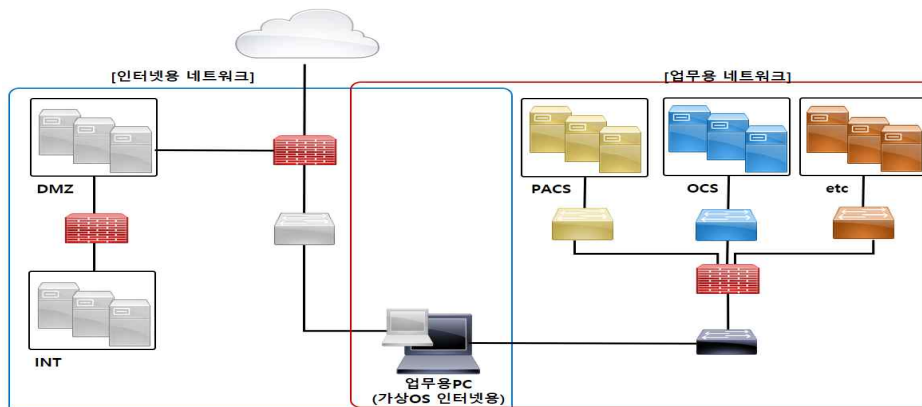 [인터넷용 네트워크]
[업무용 네트워크]
DMZ
PACS
OCS
etc
INT
업무용PC
(가상OS 인터넷용)